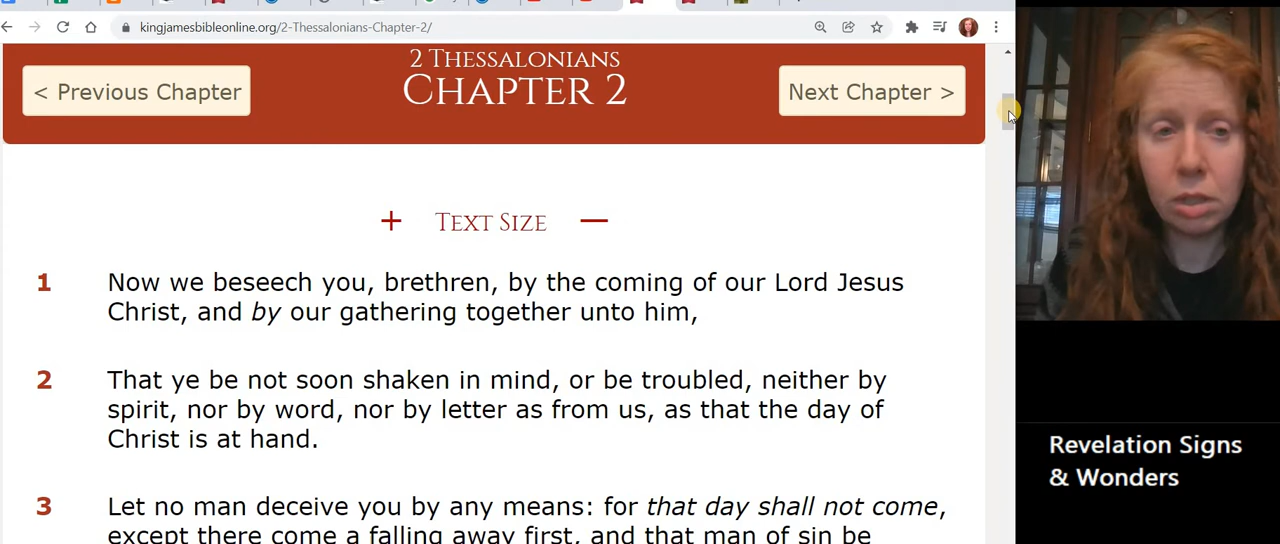 kingjamesbibleonline.org/2-Thessalonians-Chapter-2/
2 THESSALONIANS
< Previous Chapter
CHAPTER 2
Next Chapter >
+ TEXT SIZE —
1 Now we beseech you, brethren, by the coming of our Lord Jesus
Christ, and by our gathering together unto him,
2 That ye be not soon shaken in mind, or be troubled, neither by
spirit, nor by word, nor by letter as from us, as that the day of
Christ is at hand.
3 Let no man deceive you by any means: for that day shall not come,
except there come a falling away first, and that man of sin be
Revelation Signs
& Wonders